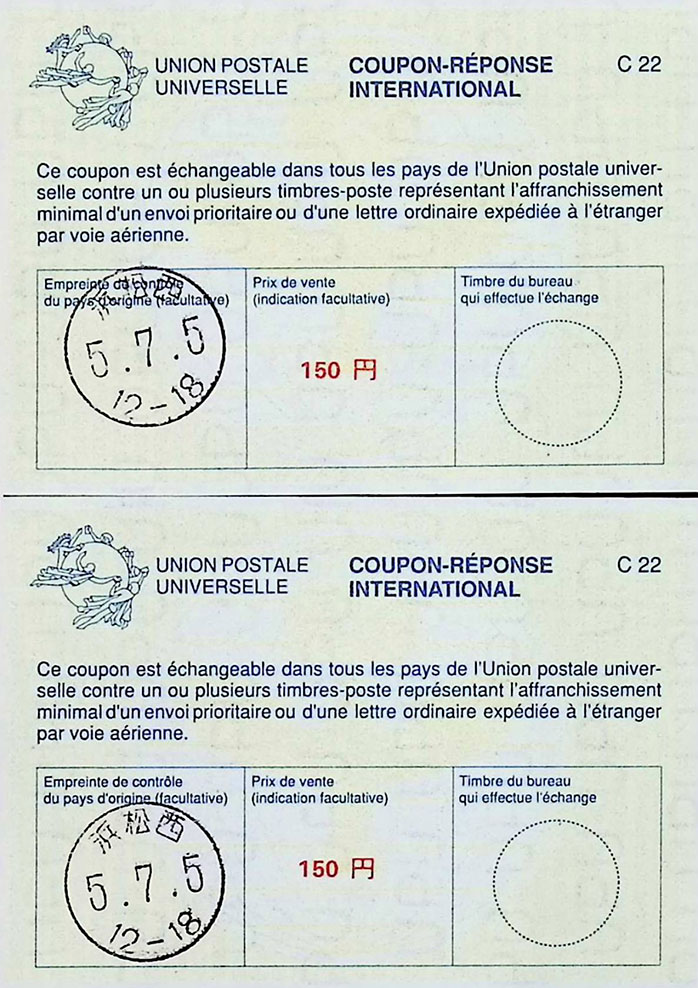 UNION POSTALE
UNIVERSELLE
COUPON-RÉPONSE
INTERNATIONAL
C 22
Ce coupon est échangeable dans tous les pays de l'Union postale univer-
selle contre un ou plusieurs timbres-poste représentant l'affranchissement
minimal d'un envoi prioritaire ou d'une lettre ordinaire expédiée à l'étranger
par voie aérienne.
Empreinte de contrôle
du pays d'origine (facultative)
浜松西
5.7.5
12-18
Prix de vente
(indication facultative)
150 円
Timbre du bureau
qui effectue l'échange
UNION POSTALE
UNIVERSELLE
COUPON-RÉPONSE
INTERNATIONAL
C 22
Ce coupon est échangeable dans tous les pays de l'Union postale univer-
selle contre un ou plusieurs timbres-poste représentant l'affranchissement
minimal d'un envoi prioritaire ou d'une lettre ordinaire expédiée à l'étranger
par voie aérienne.
Empreinte de contrôle
du pays d'origine (facultative)
浜松西
5.7.5
12-18
Prix de vente
(indication facultative)
150 円
Timbre du bureau
qui effectue l'échange